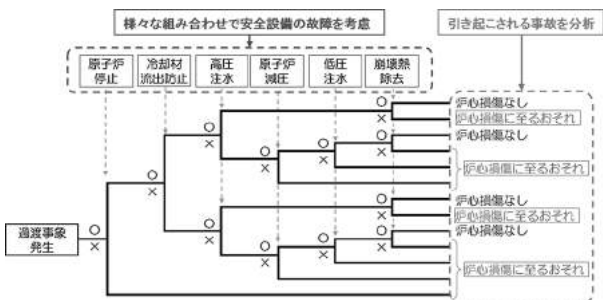 様々な組み合わせで安全設備の故障を考慮
引き起こされる事故を分析
原子炉
停止
冷却材
流出防止
高圧
注水
原子炉
減圧
低圧
注水
崩壊熱
除去
過渡事象
発生
○
×
○
×
○
×
○
×
○
×
○
×
○
×
○
×
○
×
○
×
○
×
○
×
炉心損傷なし
炉心損傷に至るおそれ
炉心損傷なし
炉心損傷に至るおそれ
炉心損傷なし
炉心損傷に至るおそれ
炉心損傷なし
炉心損傷に至るおそれ